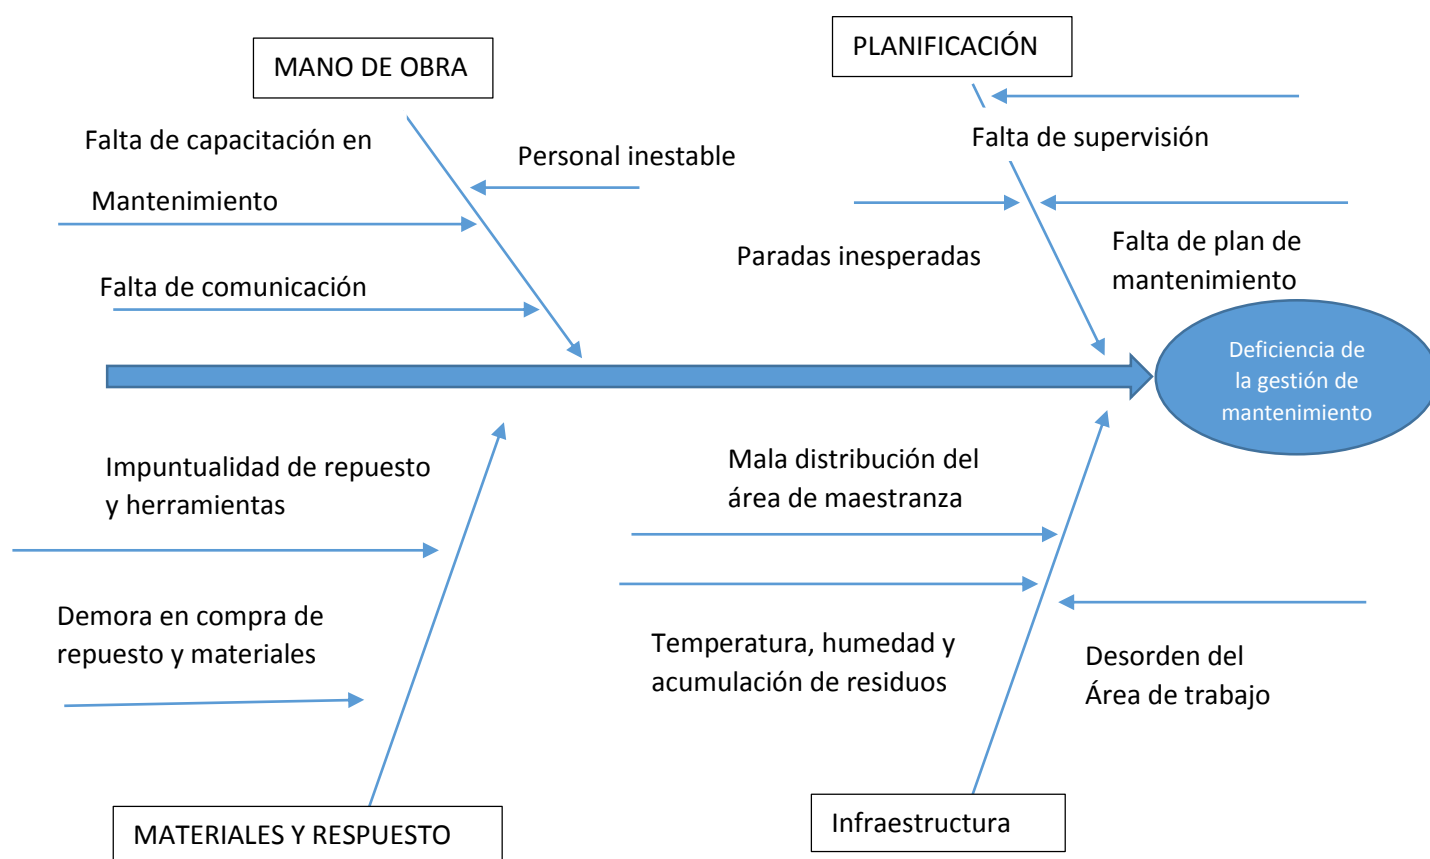 MANO DE OBRA
PLANIFICACIÓN
Falta de capacitación en
Mantenimiento
Personal inestable
Falta de comunicación
Falta de supervisión
Paradas inesperadas
Falta de plan de
mantenimiento
Deficiencia de
la gestión de
mantenimiento
Impuntualidad de repuesto
y herramientas
Demora en compra de
repuesto y materiales
Mala distribución del
área de maestranza
Temperatura, humedad y
acumulación de residuos
Desorden del
Área de trabajo
MATERIALES Y RESPUESTO
Infraestructura